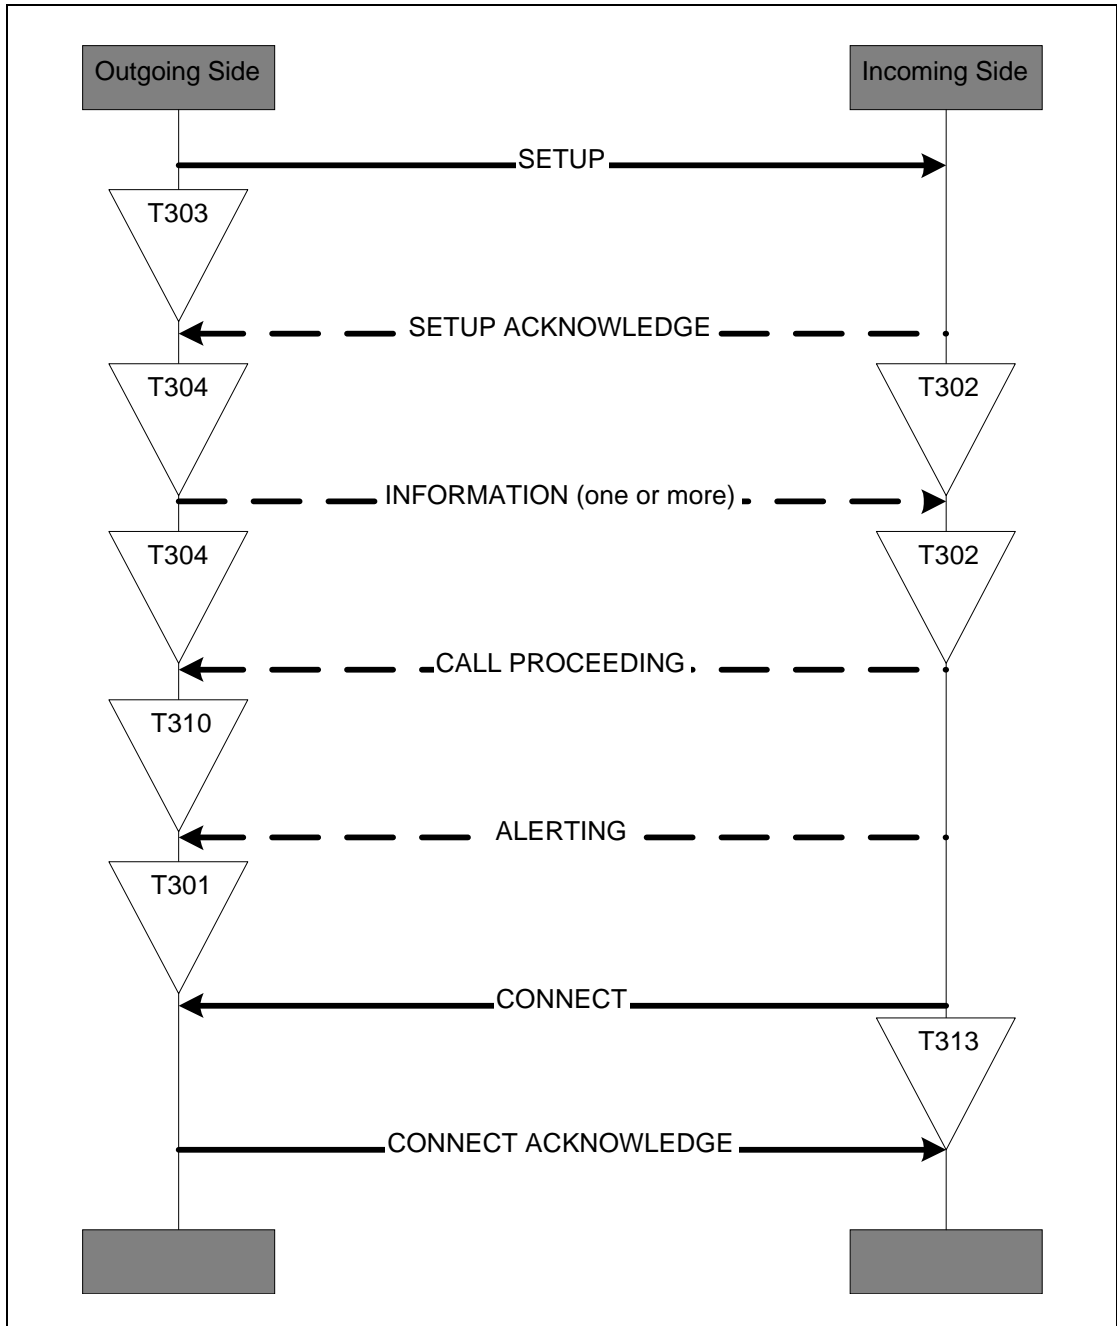 Outgoing Side
Incoming Side
SETUP
T303
SETUP ACKNOWLEDGE
T304
T302
INFORMATION (one or more)
T304
T302
CALL PROCEEDING
T310
ALERTING
T301
CONNECT
T313
CONNECT ACKNOWLEDGE